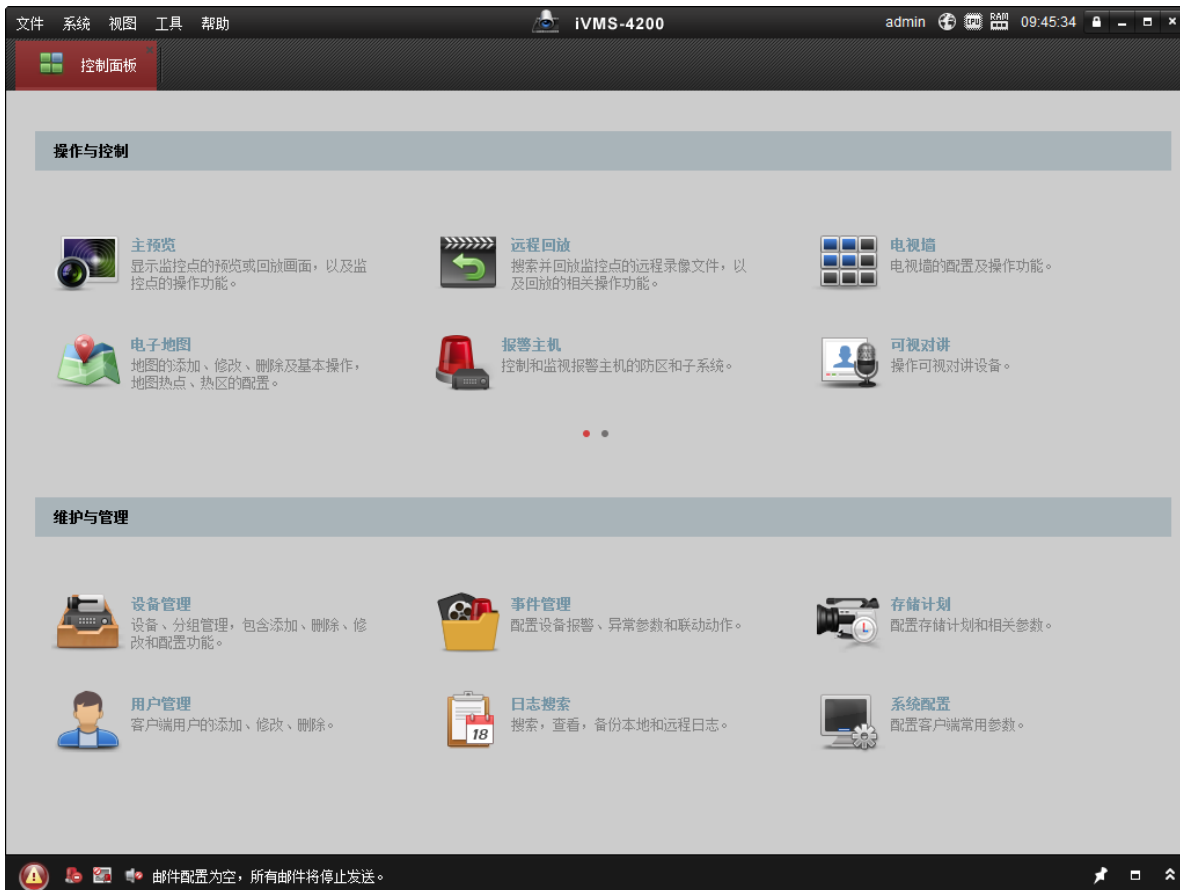 文件 系统 视图 工具 帮助 iVMS-4200 admin CPU RAM 09:45:34
控制面板
操作与控制
主预览
显示监控点的预览或回放画面，以及监
控点的操作功能。
远程回放
搜索并回放监控点的远程录像文件，以
及回放的相关操作功能。
电视墙
电视墙的配置及操作功能。
电子地图
地图的添加、修改、删除及基本操作，
地图热点、热区的配置。
报警主机
控制和监视报警主机的防区和子系统。
可视对讲
操作可视对讲设备。
维护与管理
设备管理
设备、分组管理，包含添加、删除、修
改和配置功能。
事件管理
配置设备报警、异常参数和联动动作。
存储计划
配置存储计划和相关参数。
用户管理
客户端用户的添加、修改、删除。
18
日志搜索
搜索，查看，备份本地和远程日志。
系统配置
配置客户端常用参数。
邮件配置为空，所有邮件将停止发送。